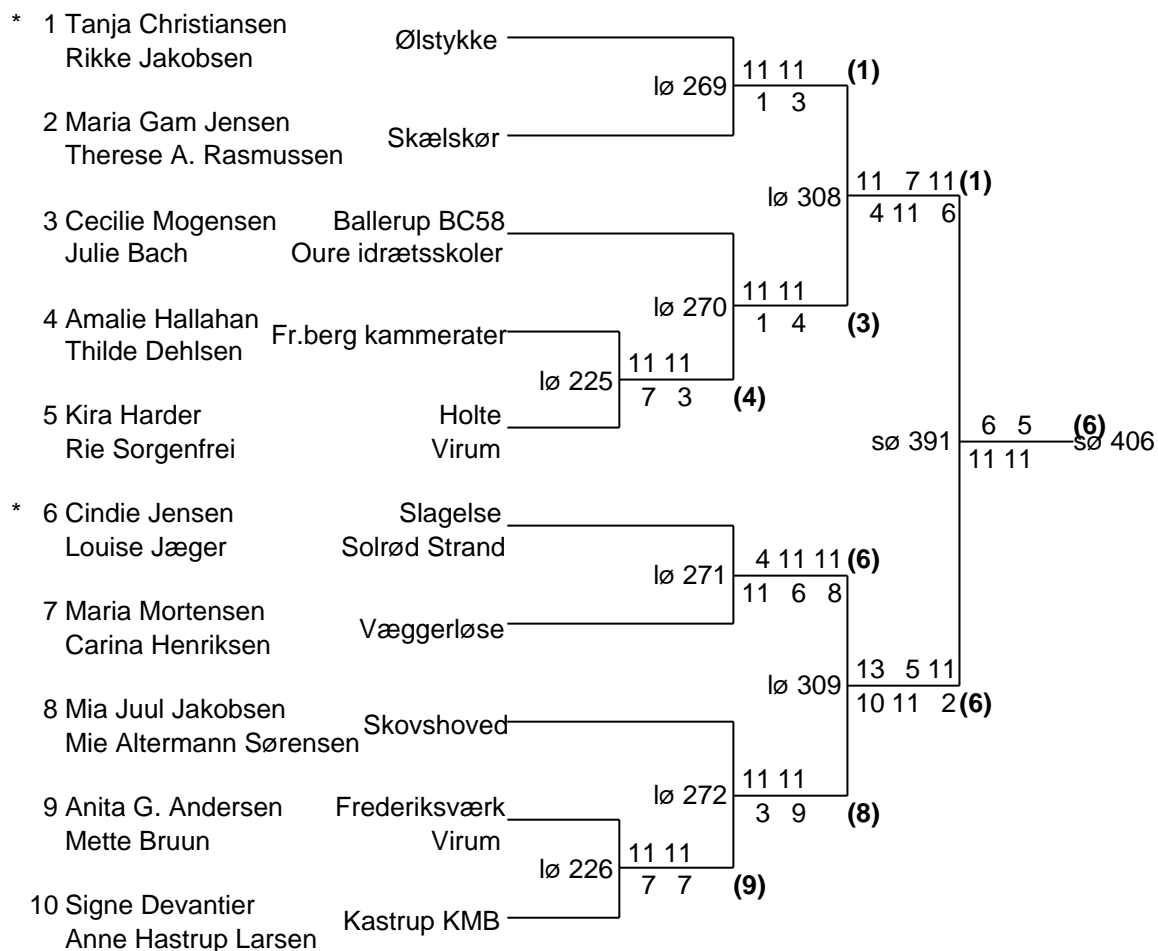 * 1 Tanja Christiansen Ølstykke
Rikke Jakobsen
lø 269 11 11 (1)
1 3
2 Maria Gam Jensen Skælskør
Therese A. Rasmussen
lø 308 11 7 11 (1)
4 11 6
3 Cecilie Mogensen Ballerup BC58
Julie Bach Oure idrætsskoler
lø 270 11 11
1 4 (3)
4 Amalie Hallahan Fr.berg kammerater
Thilde Dehlsen
lø 225 11 11
7 3 (4)
5 Kira Harder Holte
Rie Sorgenfrei Virum
sø 391 6 5 (6)
11 11 sø 406
* 6 Cindie Jensen Slagelse
Louise Jæger Solrød Strand
lø 271 4 11 11 (6)
11 6 8
7 Maria Mortensen Væggerløse
Carina Henriksen
lø 309 13 5 11
10 11 2 (6)
8 Mia Juul Jakobsen Skovshoved
Mie Altermann Sørensen
lø 272 11 11
3 9 (8)
9 Anita G. Andersen Frederiksværk
Mette Bruun Virum
lø 226 11 11
7 7 (9)
10 Signe Devantier Kastrup KMB
Anne Hastrup Larsen